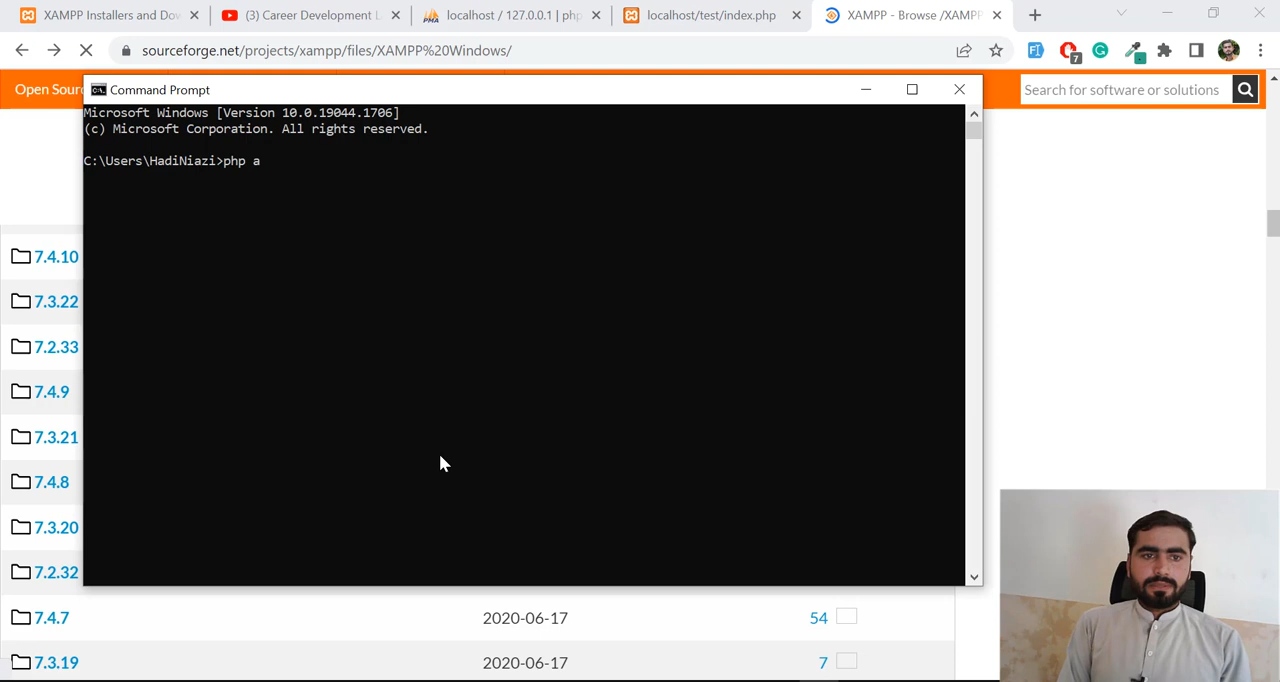 XAMPP Installers and Dov
(3) Career Development L
localhost / 127.0.0.1 | php
localhost/test/index.php
XAMPP - Browse /XAMPP
sourceforge.net/projects/xampp/files/XAMPP%20Windows/
7
Open Sour
Search for software or solutions
Command Prompt
Microsoft Windows [Version 10.0.19044.1706]
(c) Microsoft Corporation. All rights reserved.
C:\Users\HadiNiazi>php a
7.4.10
7.3.22
7.2.33
7.4.9
7.3.21
7.4.8
7.3.20
7.2.32
7.4.7 2020-06-17 54
7.3.19 2020-06-17 7